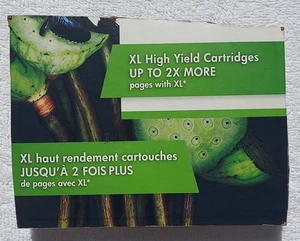 XL High Yield Cartridges
UP TO 2X MORE
pages with XL*
XL haut rendement cartouches
JUSQU'À 2 FOIS PLUS
de pages avec XL*